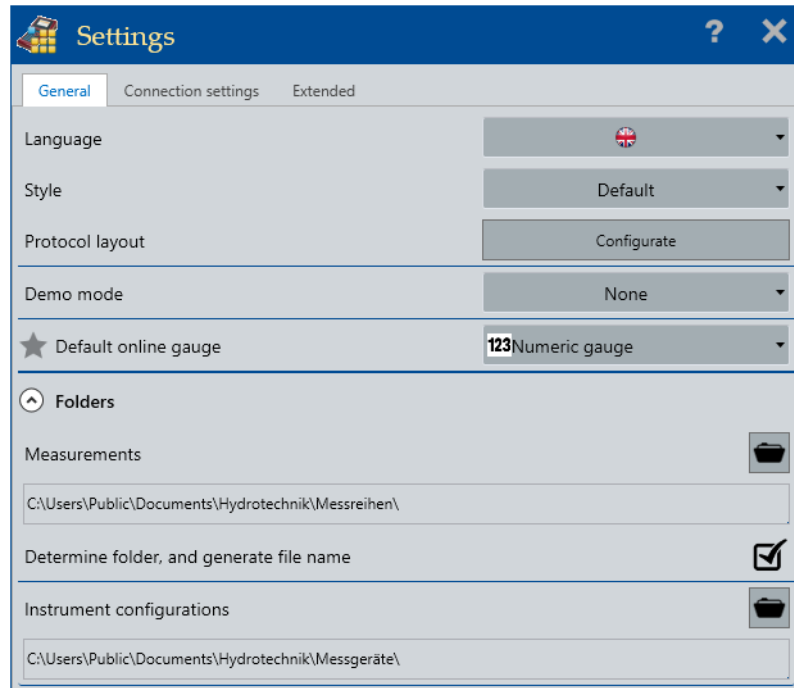 Settings ?
General Connection settings Extended
Language
Style Default
Protocol layout Configurate
Demo mode None
Default online gauge 123 Numeric gauge
Folders
Measurements
C:\Users\Public\Documents\Hydrotechnik\Messreihen\
Determine folder, and generate file name
Instrument configurations
C:\Users\Public\Documents\Hydrotechnik\Messgeräte\